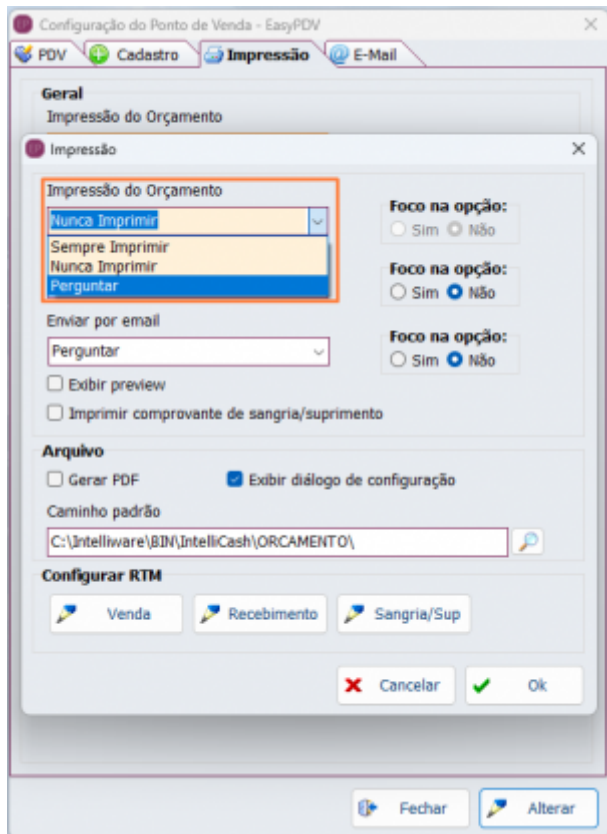 Configuração do Ponto de Venda - EasyPDV
PDV Cadastro Impressão E-Mail
Geral
Impressão do Orçamento
Impressão
Impressão do Orçamento
Foco na opção:
Nunca Imprimir
Sim Não
Sempre Imprimir
Nunca Imprimir
Foco na opção:
Perguntar
Sim Não
Enviar por email
Foco na opção:
Perguntar
Sim Não
Exibir preview
Imprimir comprovante de sangria/suprimento
Arquivo
Gerar PDF Exibir diálogo de configuração
Caminho padrão
C:\Intelliware\BIN\IntelliCash\ORCAMENTO\
Configurar RTM
Venda Recebimento Sangria/Sup
Cancelar Ok
Fechar Alterar